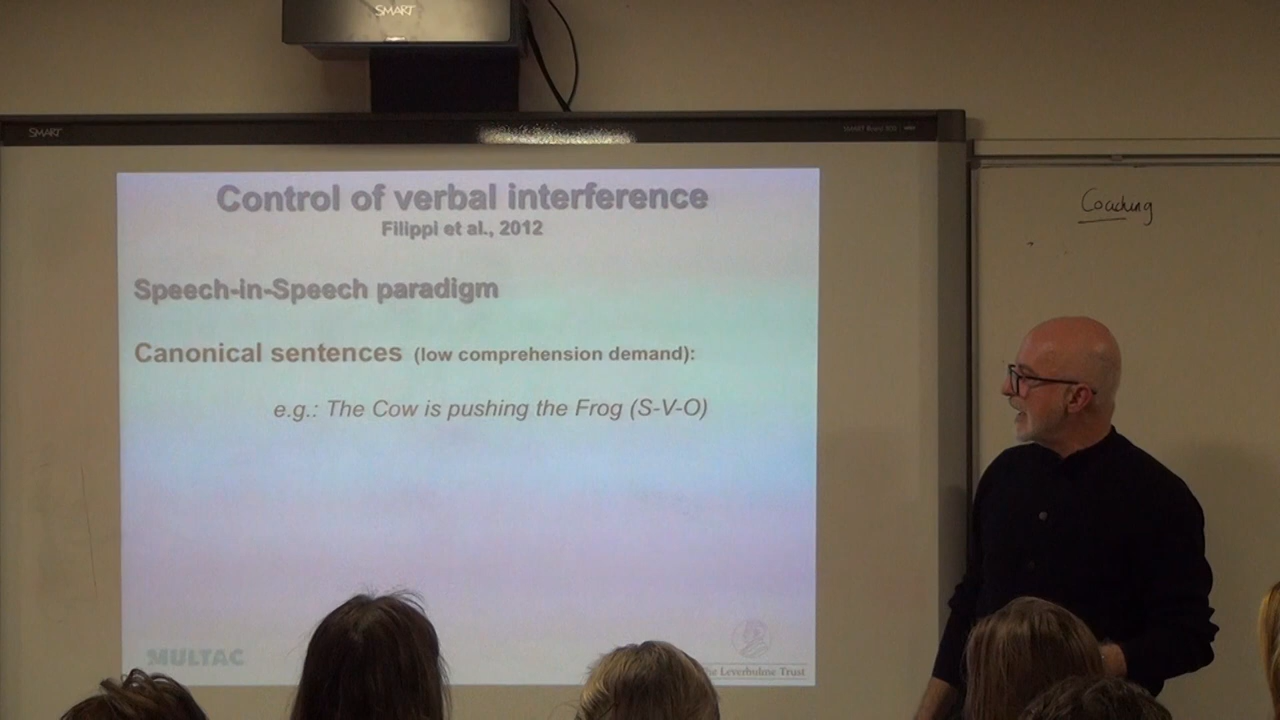 SMART
SMART
Control of verbal interference
Filippi et al., 2012
Speech-in-Speech paradigm
Canonical sentences (low comprehension demand):
e.g.: The Cow is pushing the Frog (S-V-O)
MULTAC
The Leverhulme Trust
Coaching